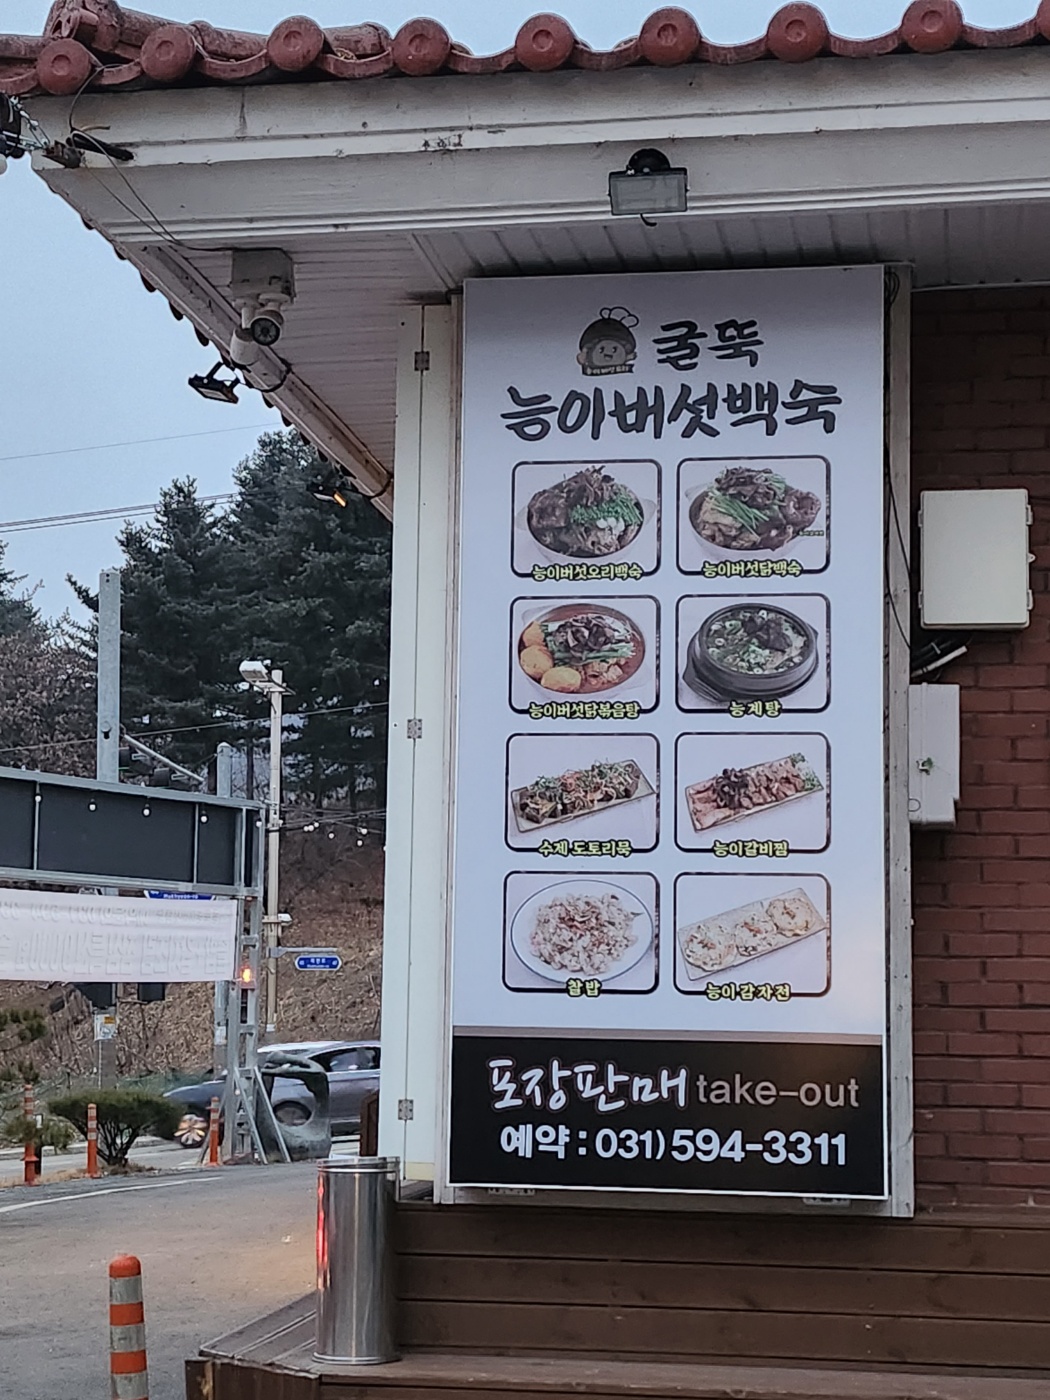 굴뚝
능이버섯백숙
능이버섯오리백숙
능이버섯닭백숙
능이버섯닭볶음탕
능계탕
수제 도토리묵
능이갈비찜
찰밥
능이감자전
포장판매 take-out
예약 : 031)594-3311